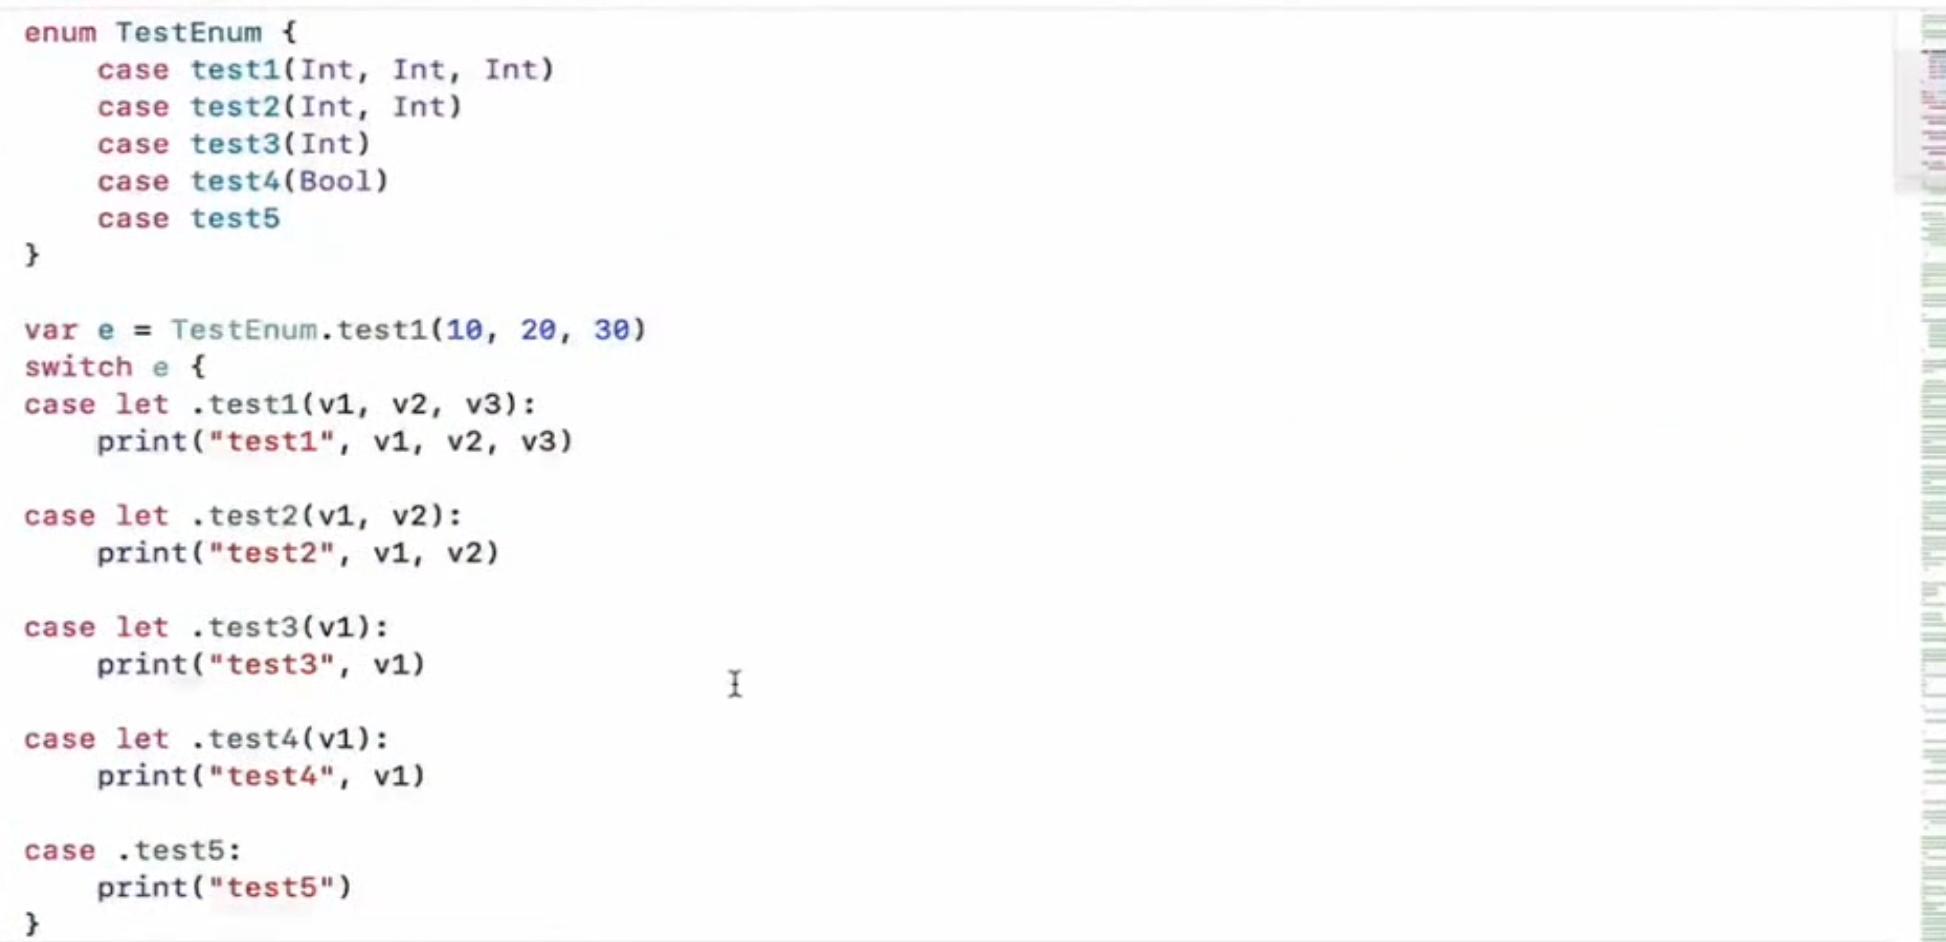 enum TestEnum {
    case test1(Int, Int, Int)
    case test2(Int, Int)
    case test3(Int)
    case test4(Bool)
    case test5
}

var e = TestEnum.test1(10, 20, 30)
switch e {
case let .test1(v1, v2, v3):
    print("test1", v1, v2, v3)

case let .test2(v1, v2):
    print("test2", v1, v2)

case let .test3(v1):
    print("test3", v1)

case let .test4(v1):
    print("test4", v1)

case .test5:
    print("test5")
}